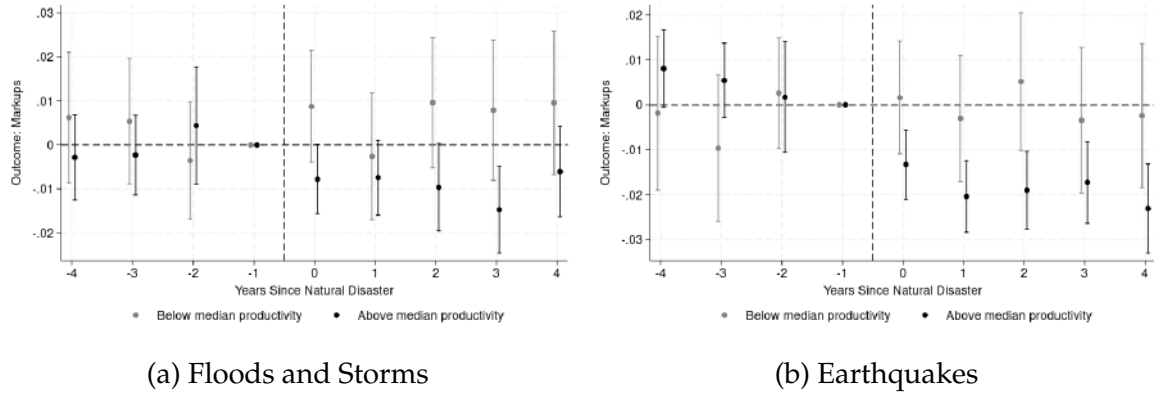 .03
.02
.01
0
-.01
-.02
Outcome: Markups
-4 -3 -2 -1 0 1 2 3 4
Years Since Natural Disaster
Below median productivity Above median productivity
(a) Floods and Storms
.02
.01
0
-.01
-.02
-.03
Outcome: Markups
-4 -3 -2 -1 0 1 2 3 4
Years Since Natural Disaster
Below median productivity Above median productivity
(b) Earthquakes